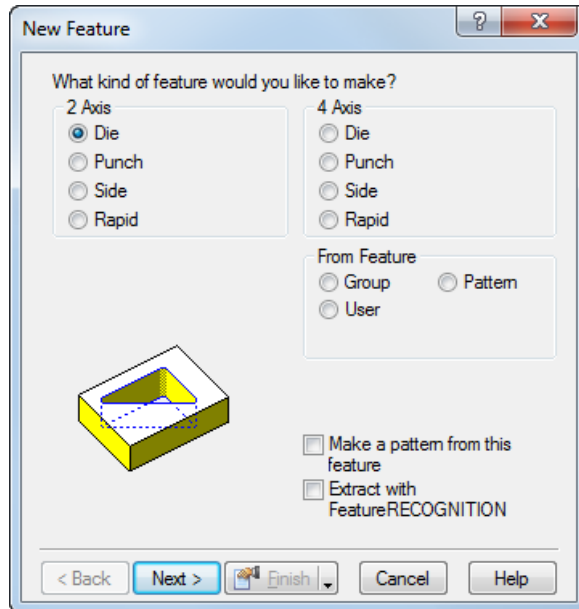 New Feature
?
What kind of feature would you like to make?
2 Axis
Die
Punch
Side
Rapid
4 Axis
Die
Punch
Side
Rapid
From Feature
Group
Pattern
User
Make a pattern from this
feature
Extract with
FeatureRECOGNITION
< Back
Next >
Finish
Cancel
Help